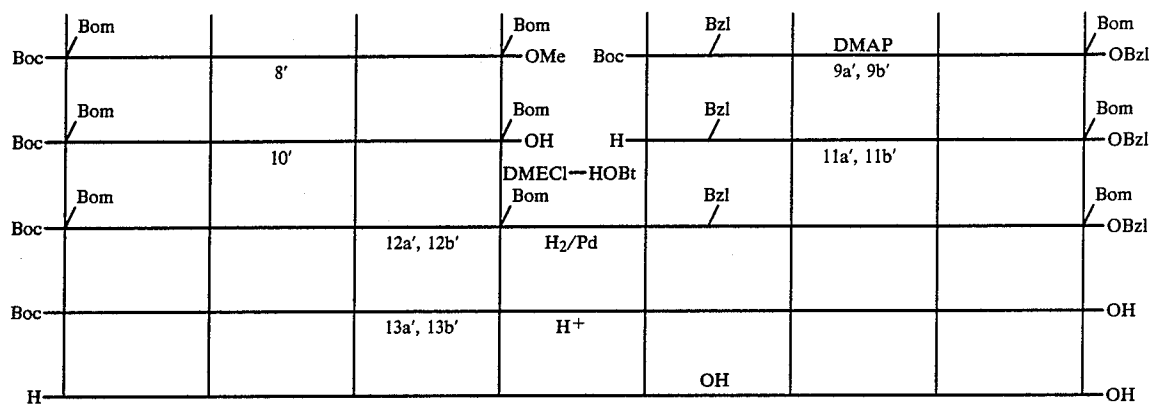 Bom Bom Bzl Bom
Boc OMe Boc DMAP OBzl
8′ 9a′, 9b′
Bom Bom Bzl Bom
Boc OH H OBzl
10′ 11a′, 11b′
DMECl—HOBt
Bom Bom Bzl Bom
Boc OBzl
12a′, 12b′ H₂/Pd
Boc OH
13a′, 13b′ H⁺
OH
H OH